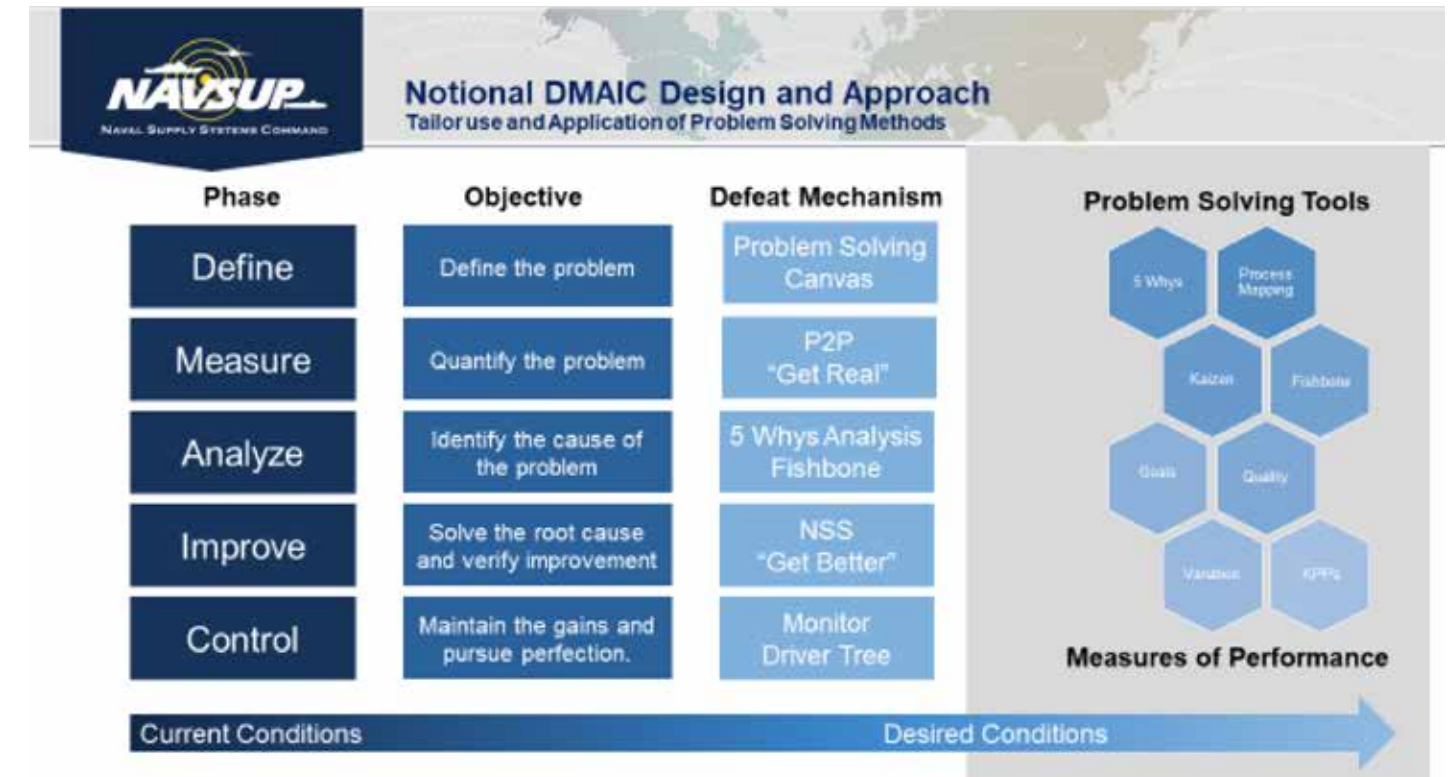 NAVSUP
NAVAL SUPPLY SYSTEMS COMMAND
Notional DMAIC Design and Approach
Tailor use and Application of Problem Solving Methods
Phase
Objective
Defeat Mechanism
Problem Solving Tools
Define
Define the problem
Problem Solving
Canvas
Measure
Quantify the problem
P2P
“Get Real”
Analyze
Identify the cause of
the problem
5 Whys Analysis
Fishbone
Improve
Solve the root cause
and verify improvement
NSS
“Get Better”
Control
Maintain the gains and
pursue perfection.
Monitor
Driver Tree
5 Whys
Process
Mapping
Kaizen
Fishbone
Goals
Quality
Variation
KPPs
Measures of Performance
Current Conditions
Desired Conditions